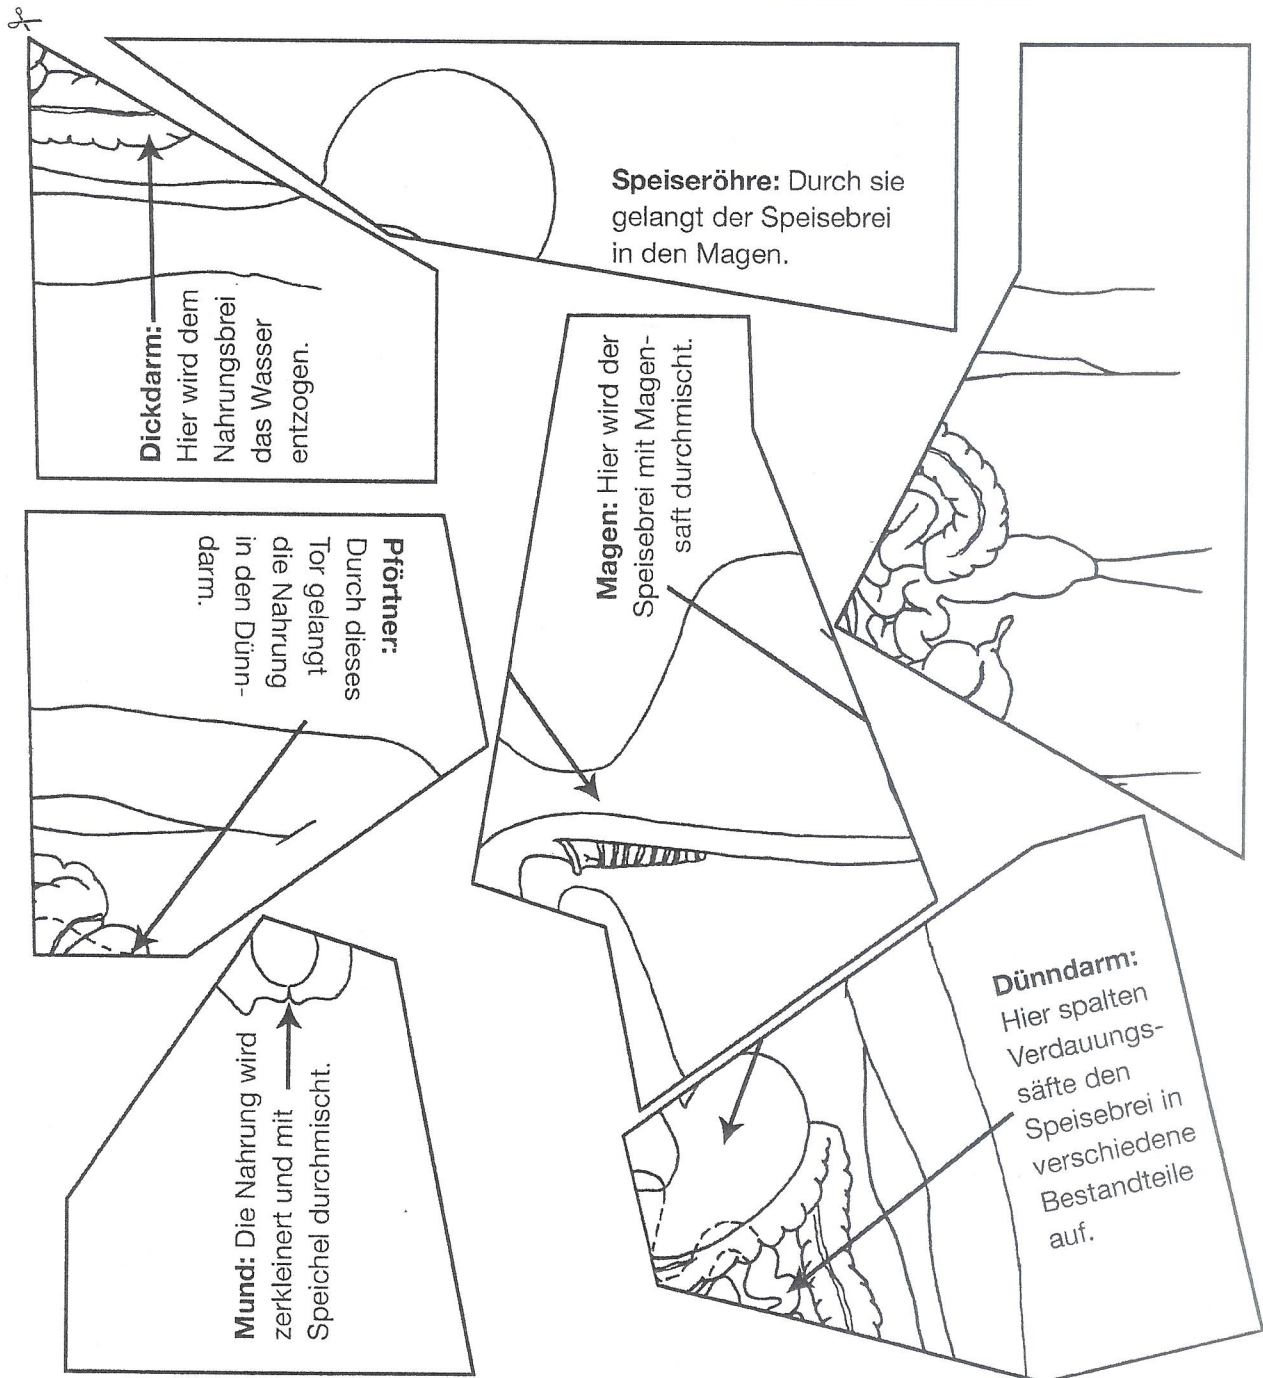 Speiseröhre: Durch sie
gelangt der Speisebrei
in den Magen.
Dickdarm:
Hier wird dem
Nahrungsbrei
das Wasser
entzogen.
Magen: Hier wird der
Speisebrei mit Magen-
saft durchmischt.
Pförtner:
Durch dieses
Tor gelangt
die Nahrung
in den Dünn-
darm.
Dünndarm:
Hier spalten
Verdauungs-
säfte den
Speisebrei in
verschiedene
Bestandteile
auf.
Mund: Die Nahrung wird
zerkleinert und mit
Speichel durchmischt.